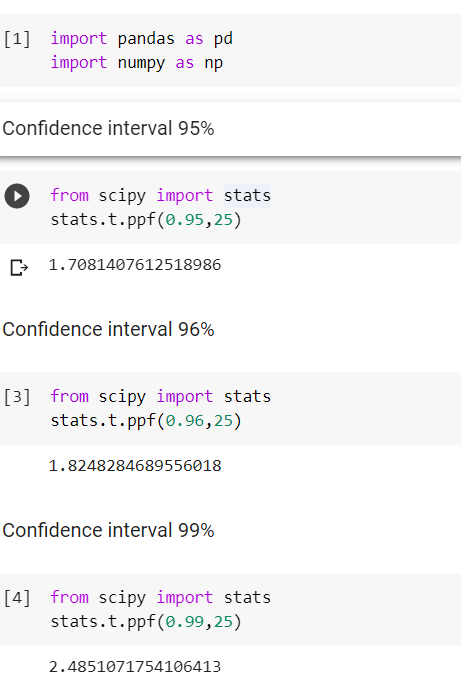 [1] import pandas as pd
import numpy as np
Confidence interval 95%
from scipy import stats
stats.t.ppf(0.95,25)
1.7081407612518986
Confidence interval 96%
[3] from scipy import stats
stats.t.ppf(0.96,25)
1.8248284689556018
Confidence interval 99%
[4] from scipy import stats
stats.t.ppf(0.99,25)
2.4851071754106413